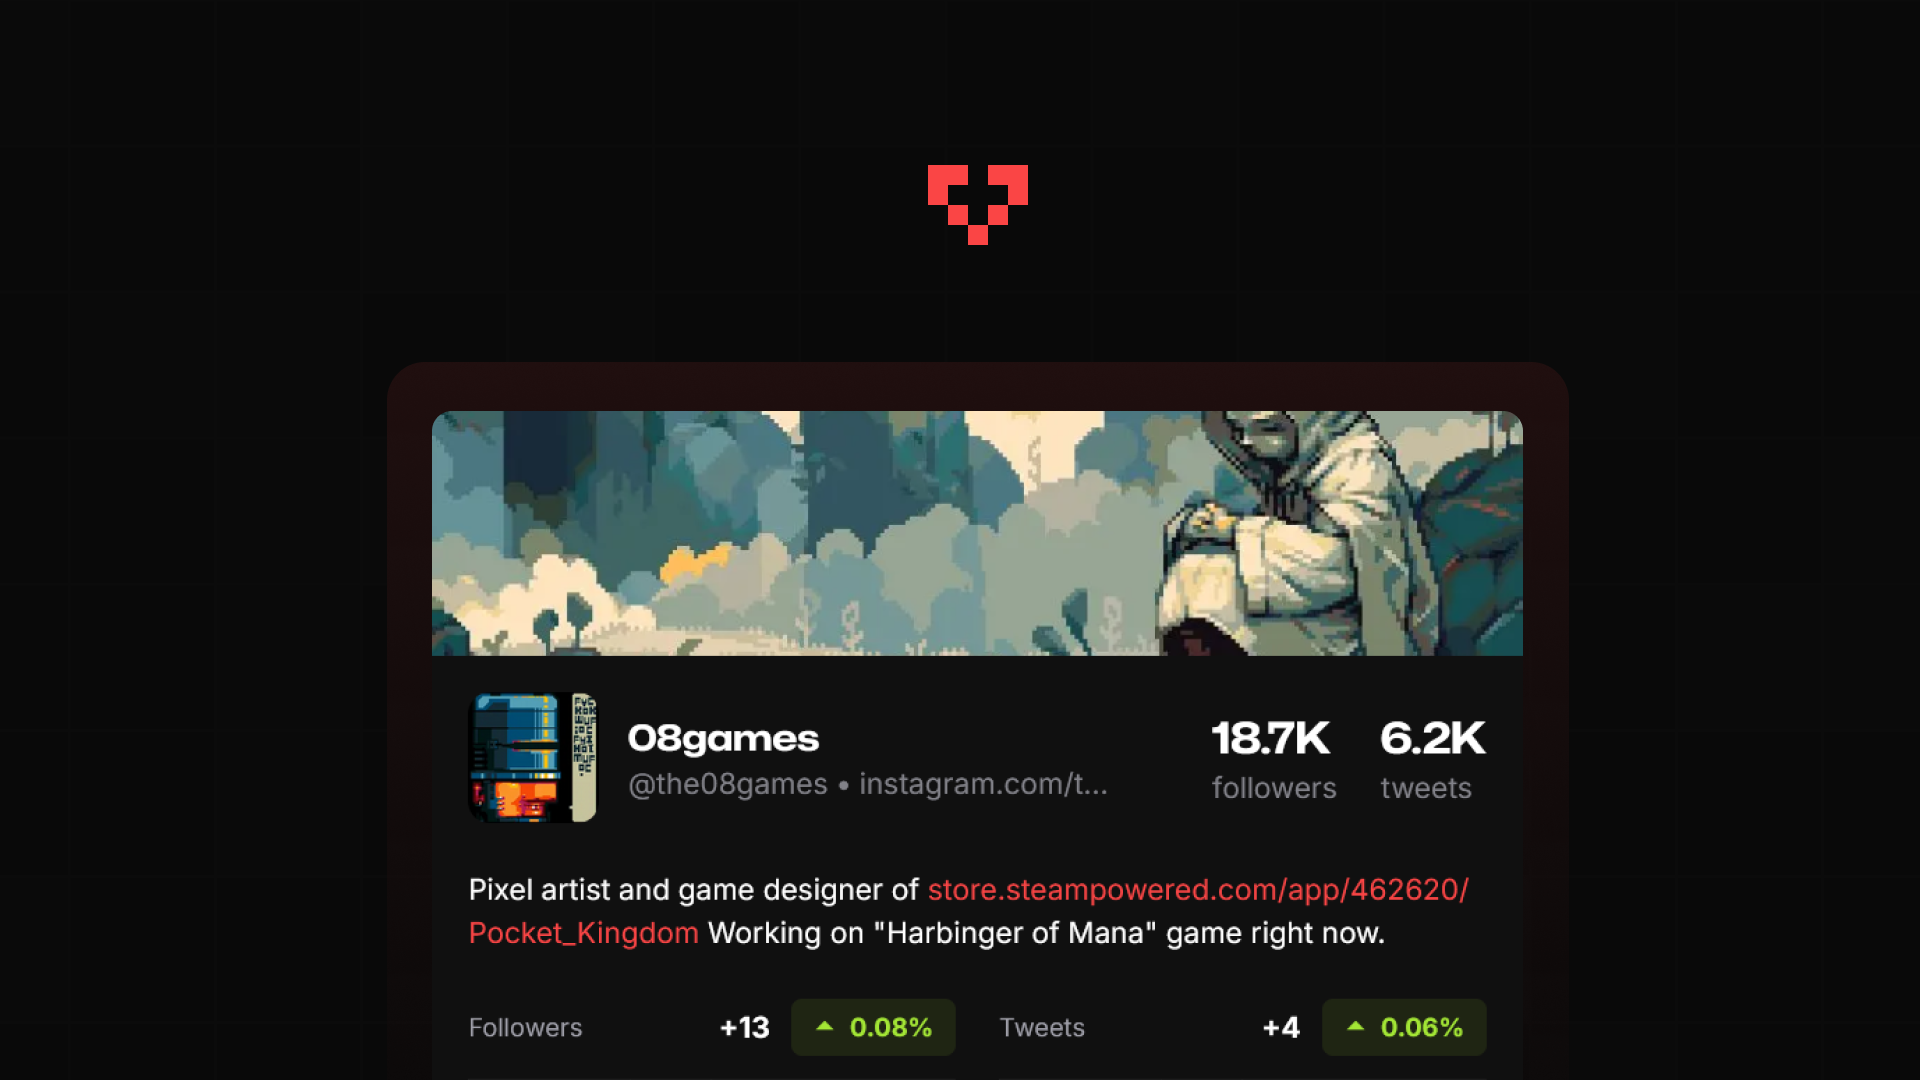 08games
@the08games • instagram.com/t...
18.7K
followers
6.2K
tweets
Pixel artist and game designer of store.steampowered.com/app/462620/
Pocket_Kingdom Working on "Harbinger of Mana" game right now.
Followers +13 0.08%
Tweets +4 0.06%